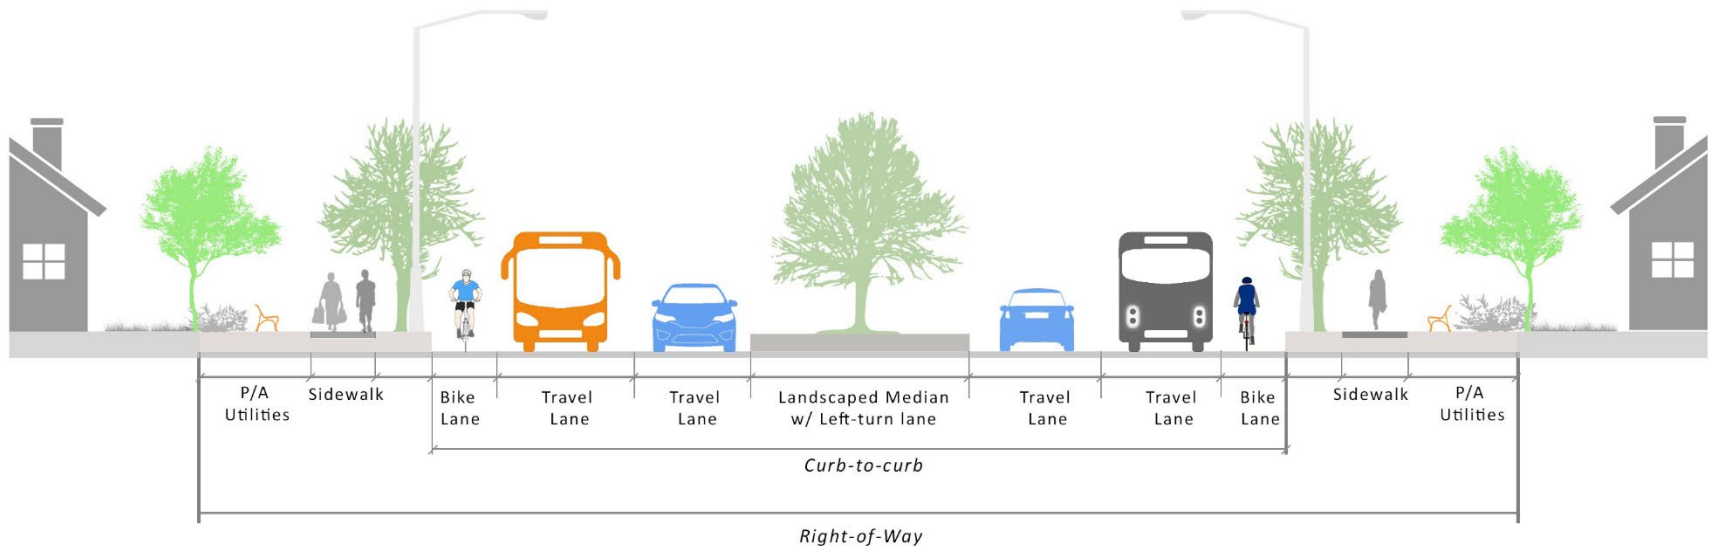 P/A
Utilities
Sidewalk
Bike
Lane
Travel
Lane
Travel
Lane
Landscaped Median
w/ Left-turn lane
Travel
Lane
Travel
Lane
Bike
Lane
Sidewalk
P/A
Utilities
Curb-to-curb
Right-of-Way